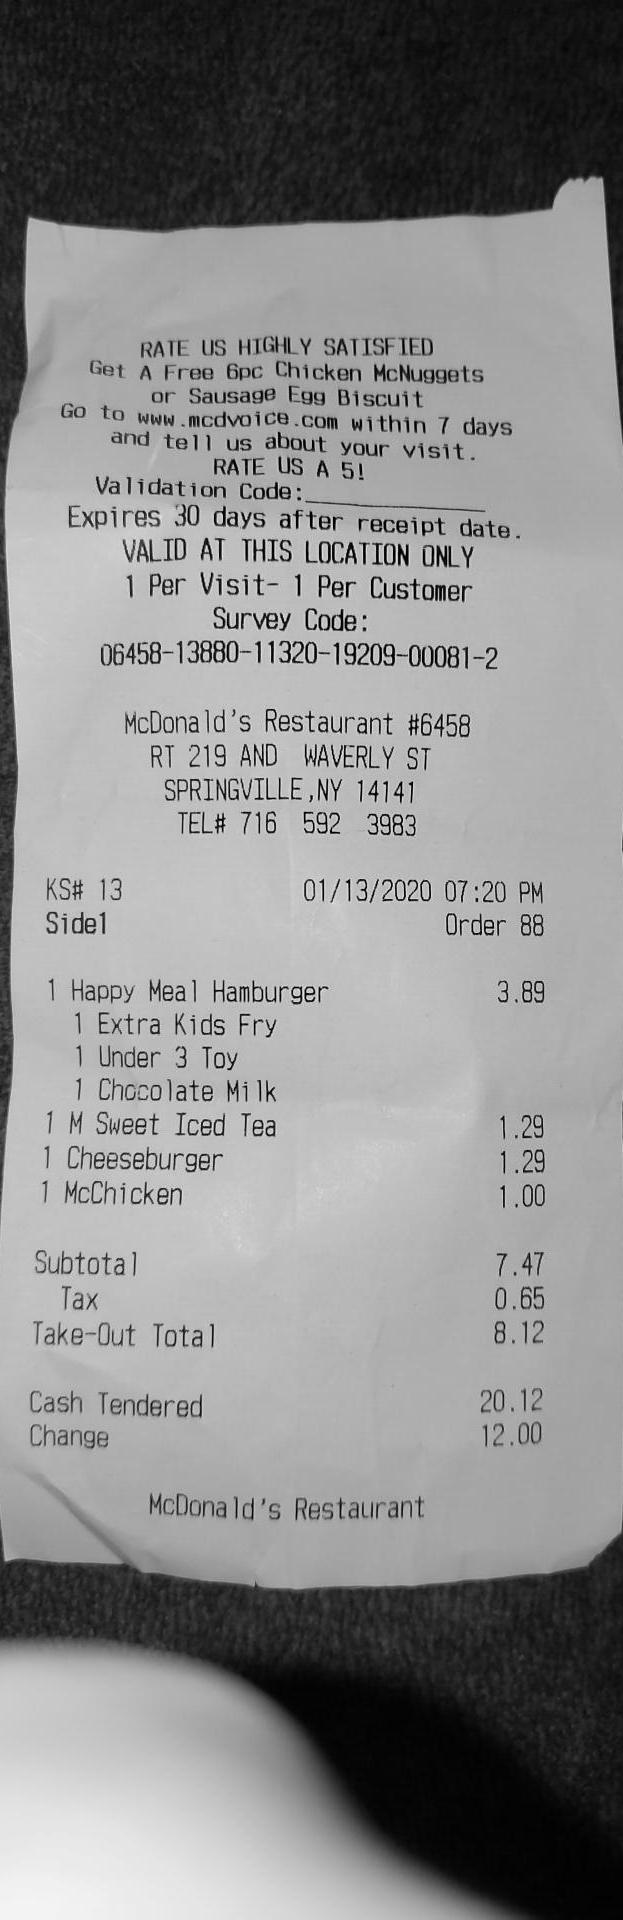 RATE US HIGHLY SATISFIED
Get A Free 6pc Chicken McNuggets
or Sausage Egg Biscuit
Go to www.mcdvoice.com within 7 days
and tell us about your visit.
RATE US A 5!
Validation Code:______________
Expires 30 days after receipt date.
VALID AT THIS LOCATION ONLY
1 Per Visit- 1 Per Customer
Survey Code:
06458-13880-11320-19209-00081-2
McDonald's Restaurant #6458
RT 219 AND WAVERLY ST
SPRINGVILLE,NY 14141
TEL# 716 592 3983
KS# 13 01/13/2020 07:20 PM
Side1 Order 88
1 Happy Meal Hamburger 3.89
1 Extra Kids Fry
1 Under 3 Toy
1 Chocolate Milk
1 M Sweet Iced Tea 1.29
1 Cheeseburger 1.29
1 McChicken 1.00
Subtotal 7.47
Tax 0.65
Take-Out Total 8.12
Cash Tendered 20.12
Change 12.00
McDonald's Restaurant